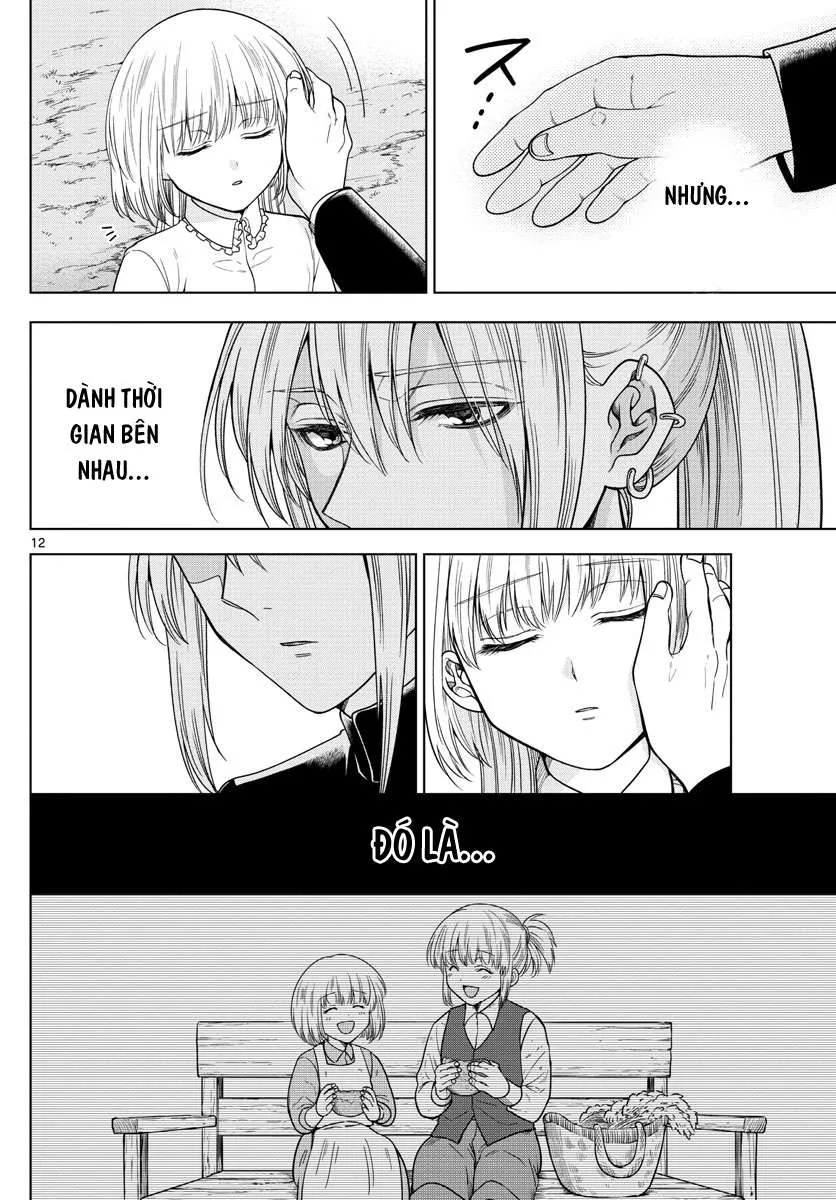 ス…
NHƯNG...
DÀNH THỜI
GIAN BÊN
NHAU...
12
ĐÓ LÀ...